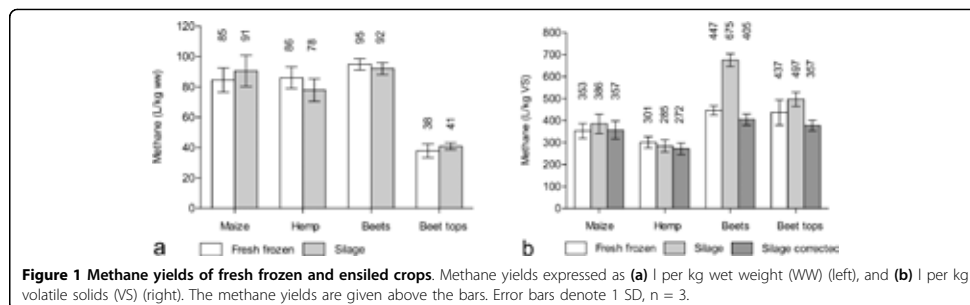 85 91 86 78 95 92 38 41
120
100
80
60
40
20
0
Methane (L/kg ww)
Maize Hemp Beets Beet tops
a Fresh frozen Silage
353 386 357 301 285 272 447 675 405 437 497 357
800
700
600
500
400
300
200
100
0
Methane (L/kg VS)
Maize Hemp Beets Beet tops
b Fresh frozen Silage Silage corrected
Figure 1 Methane yields of fresh frozen and ensiled crops. Methane yields expressed as (a) l per kg wet weight (WW) (left), and (b) l per kg
volatile solids (VS) (right). The methane yields are given above the bars. Error bars denote 1 SD, n = 3.